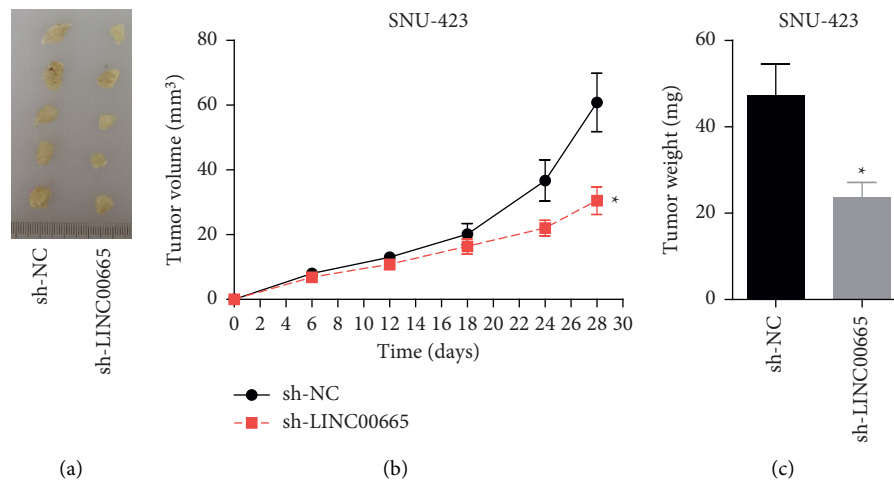 sh-NC
sh-LINC00665
(a)
SNU-423
Tumor volume (mm³)
80
60
40
20
0
0 2 4 6 8 10 12 14 16 18 20 22 24 26 28 30
Time (days)
*
sh-NC
sh-LINC00665
(b)
SNU-423
Tumor weight (mg)
60
40
20
0
*
sh-NC
sh-LINC00665
(c)